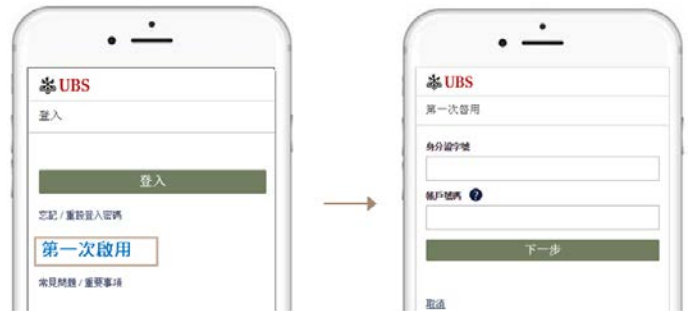 UBS
登入
登入
忘記 / 重設登入密碼
第一次啟用
常見問題 / 重要事項
UBS
第一次啓用
身分證字號
帳戶號碼 ?
下一步
取消